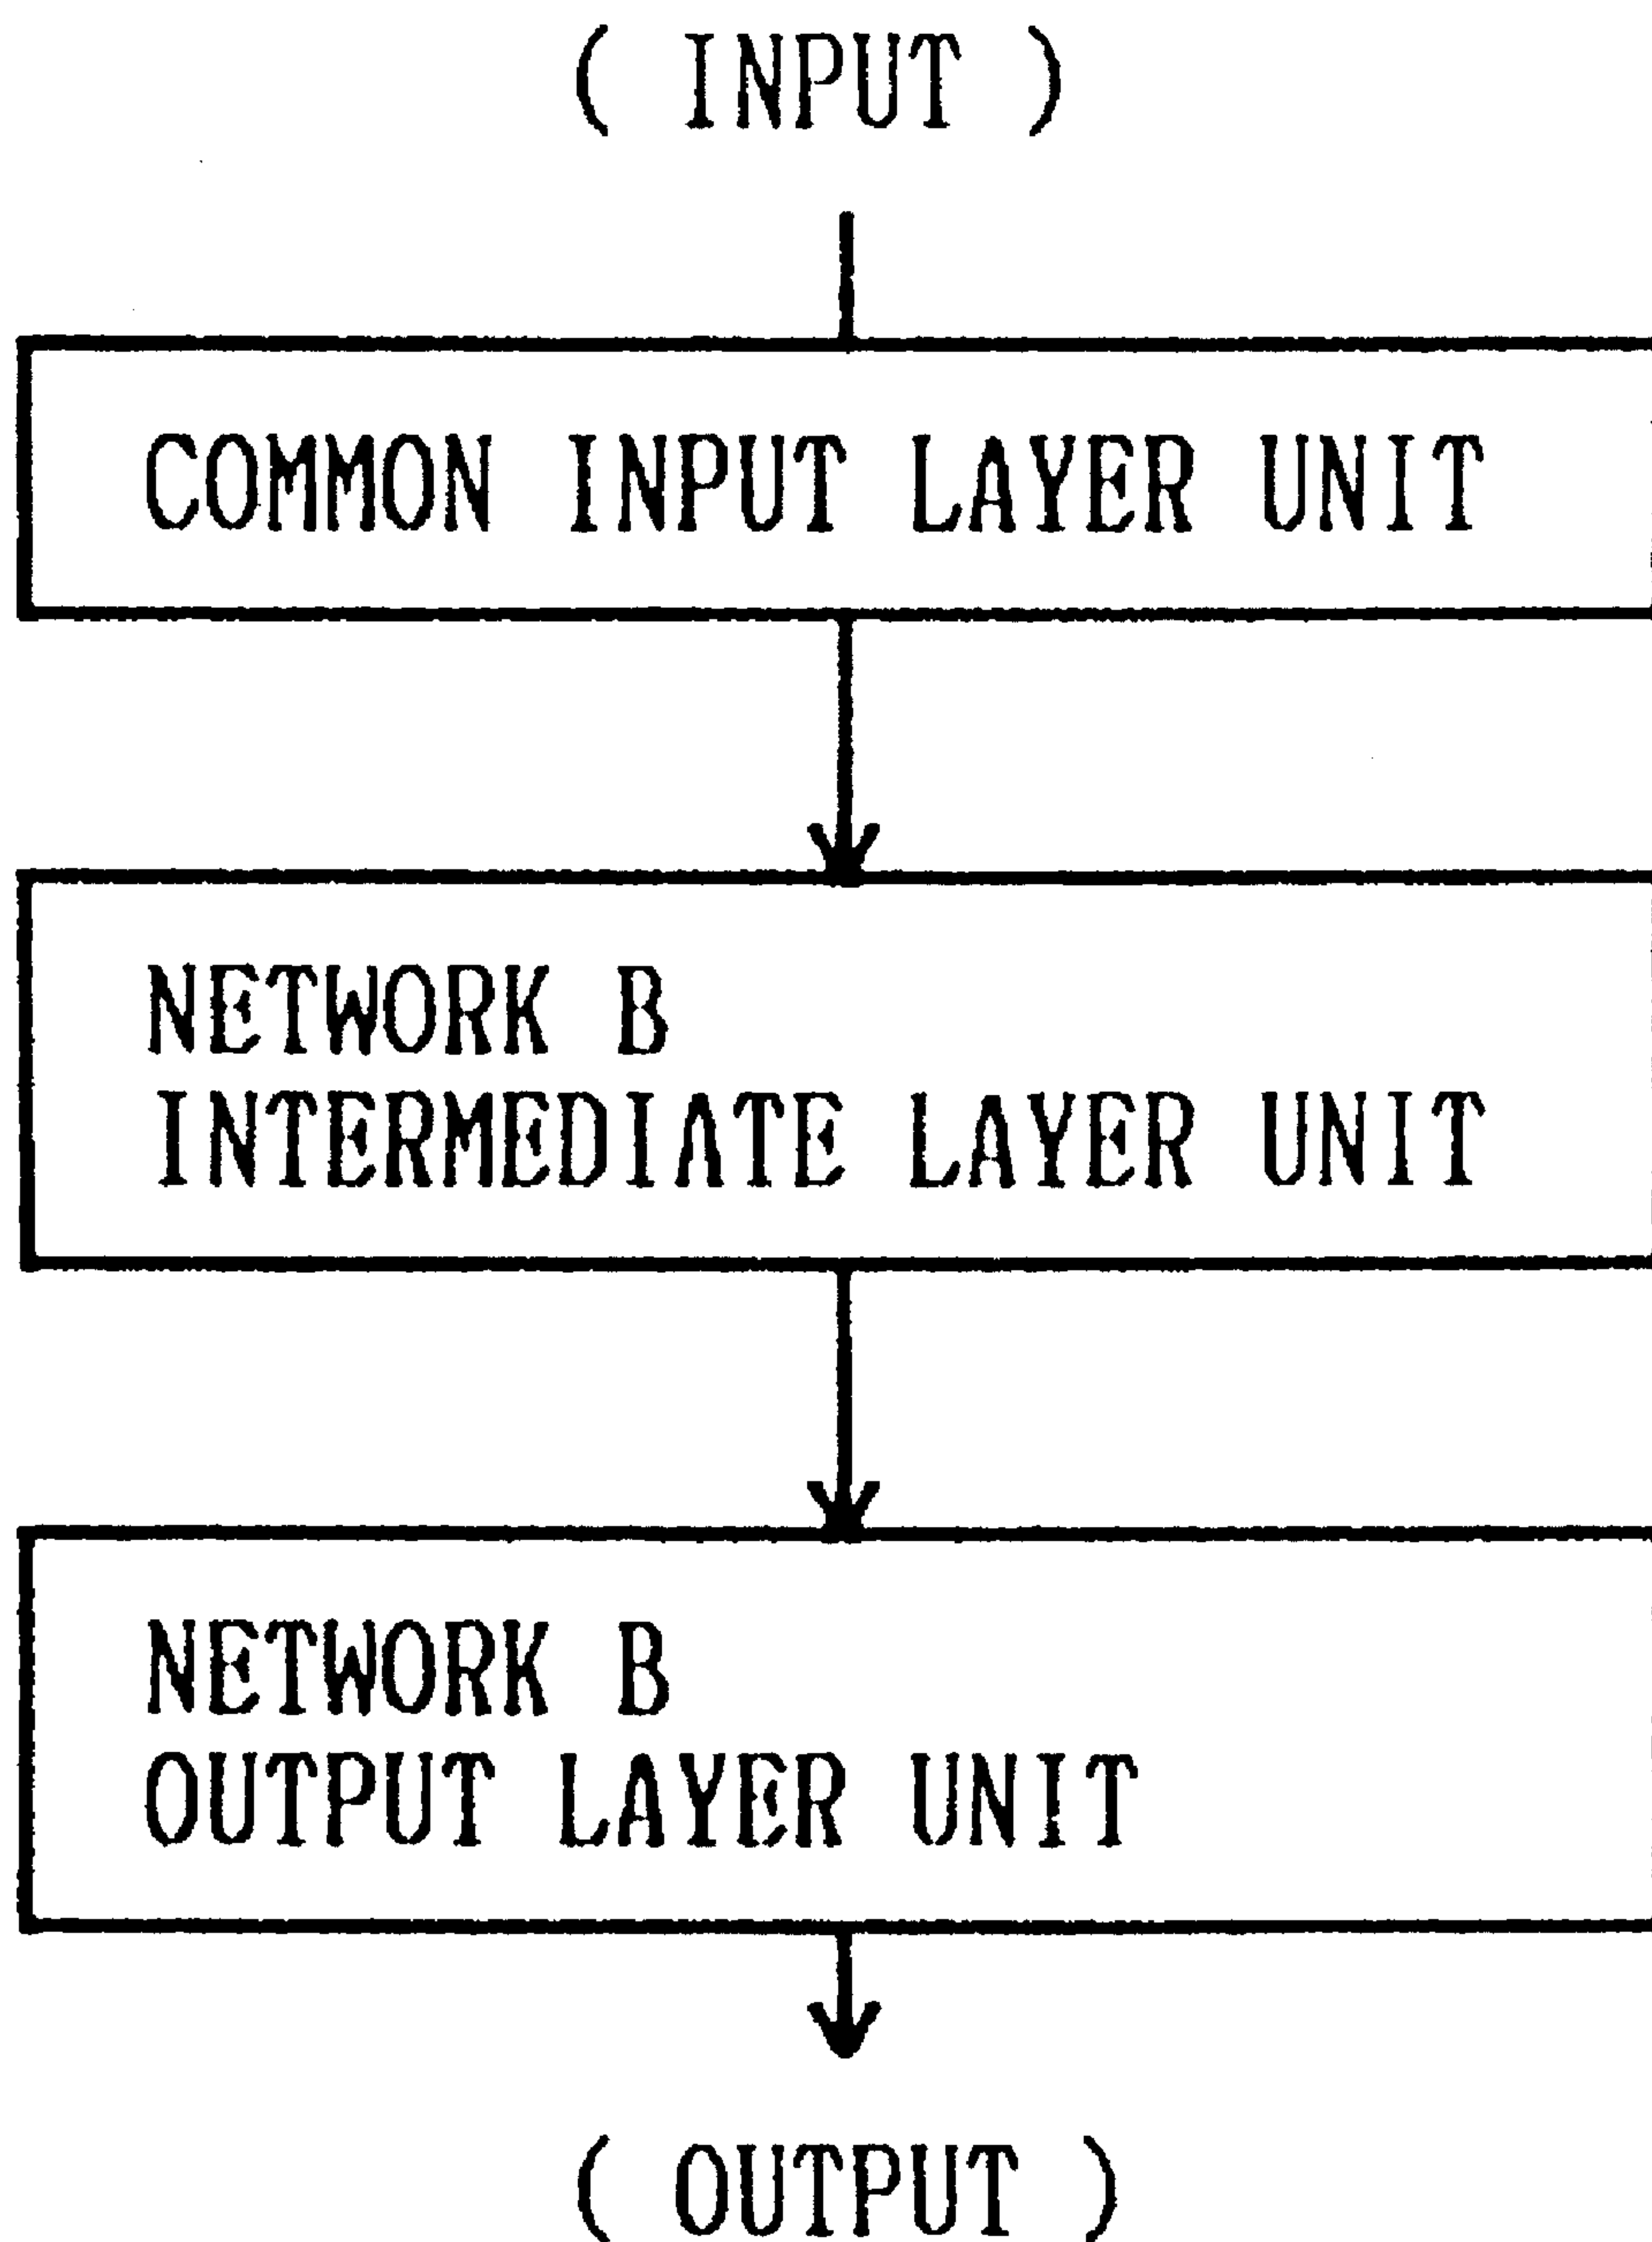 ( INPUT )
COMMON INPUT LAYER UNIT
NETWORK B
INTERMEDIATE LAYER UNIT
NETWORK B
OUTPUT LAYER UNIT
( OUTPUT )